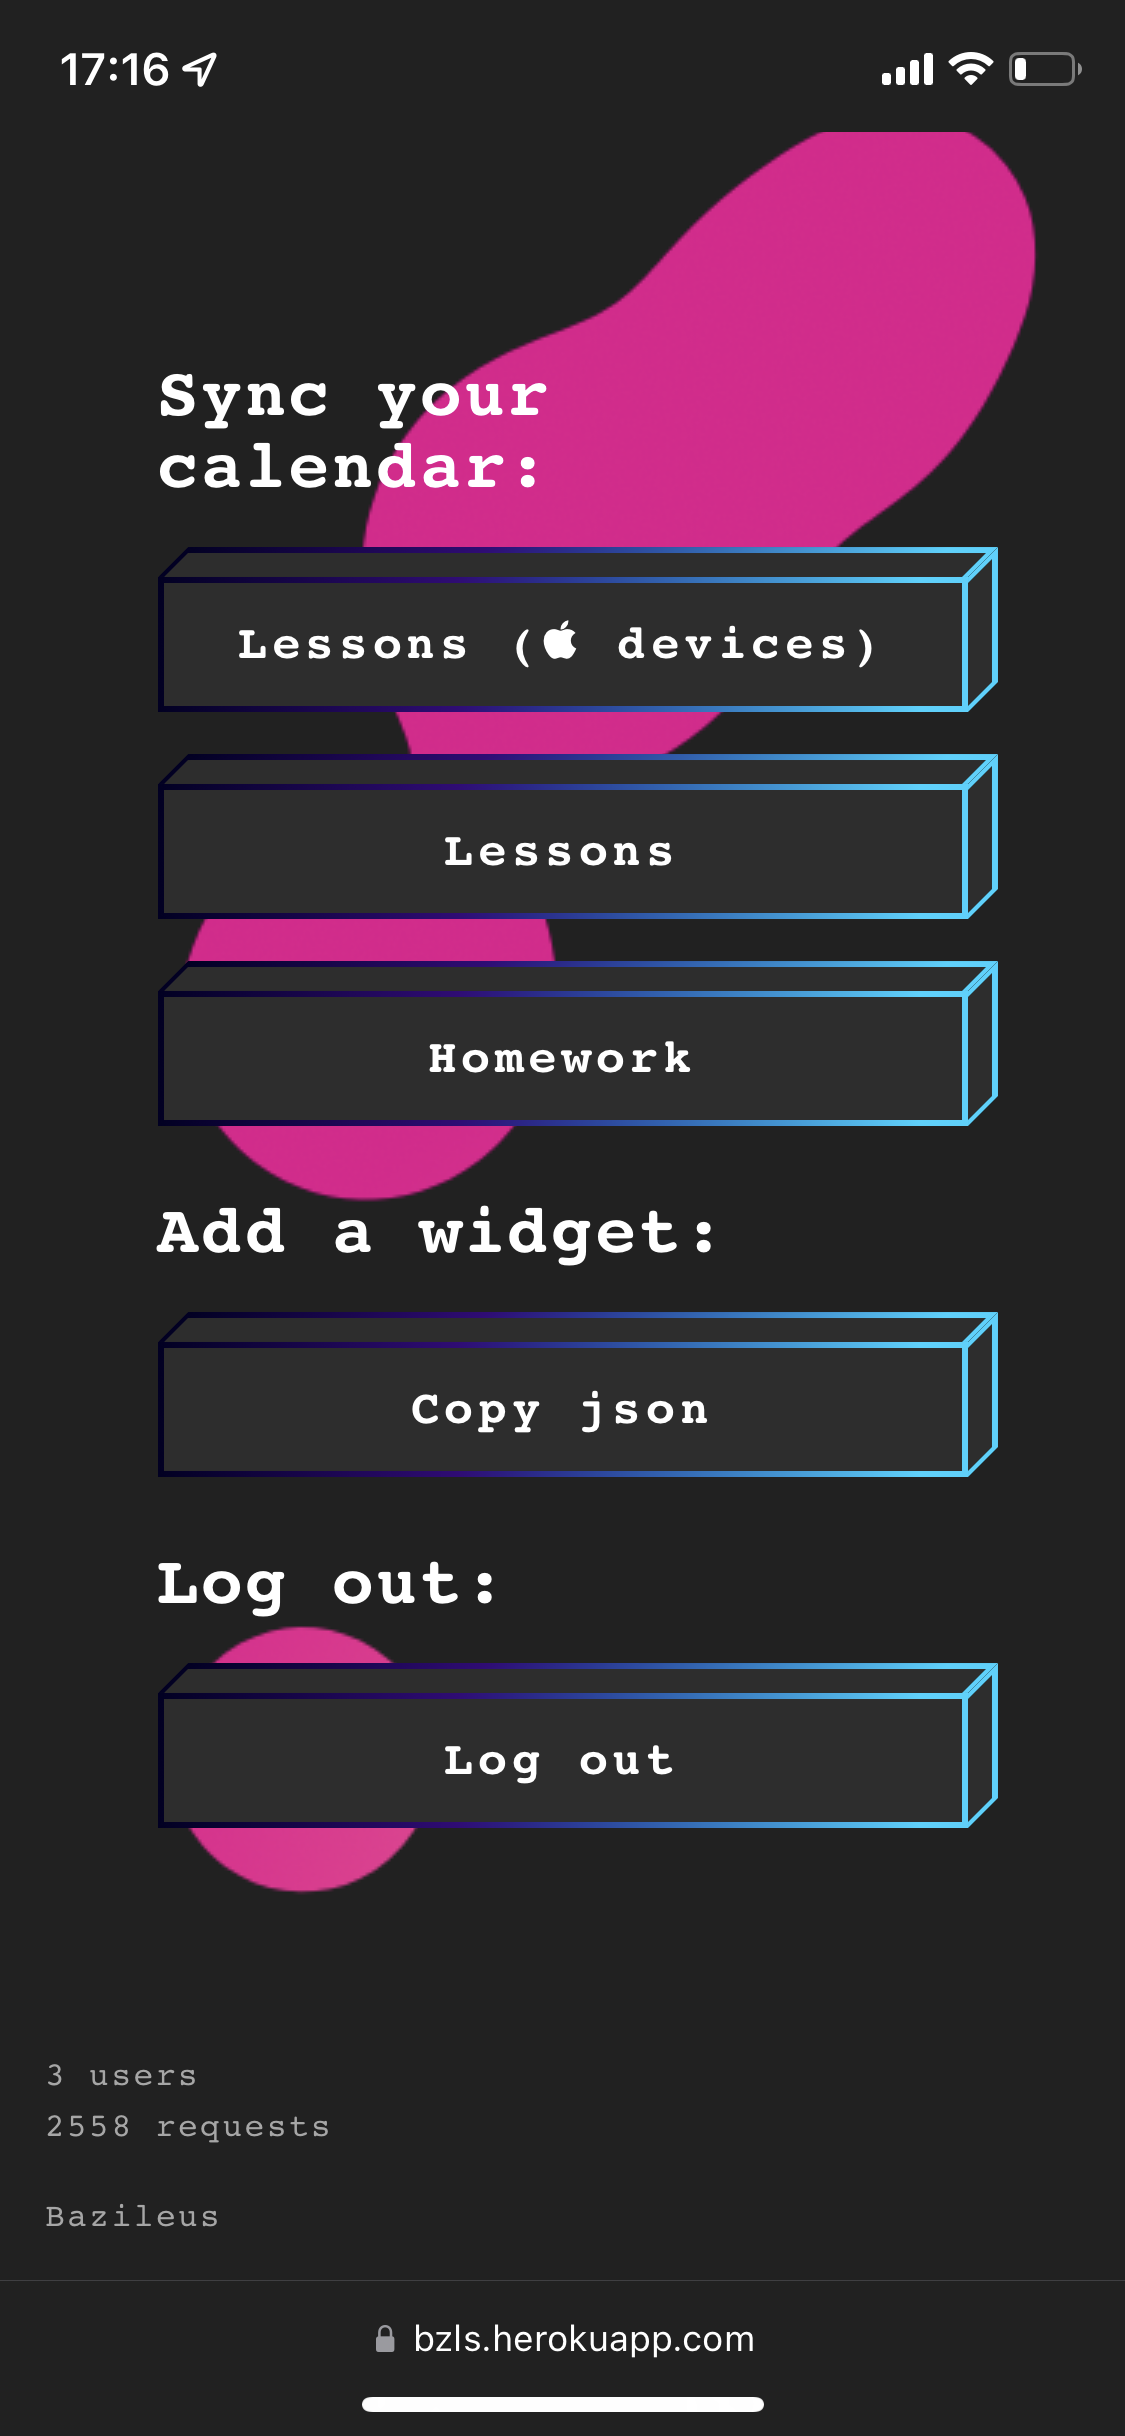 17:16
Sync your
calendar:
Lessons ( devices)
Lessons
Homework
Add a widget:
Copy json
Log out:
Log out
3 users
2558 requests
Bazileus
bzls.herokuapp.com